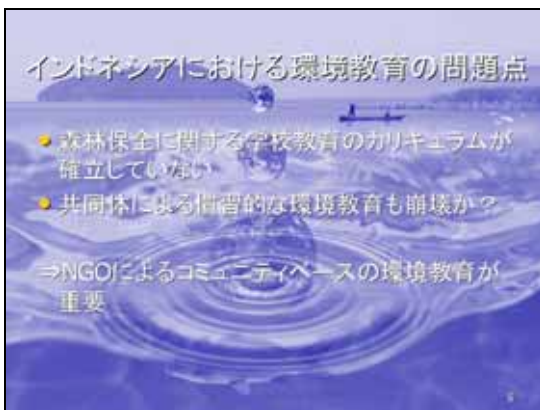 インドネシアにおける環境教育の問題点
森林保全に関する学校教育のカリキュラムが
確立していない
共同体による慣習的な環境教育も崩壊か？
⇒NGOによるコミュニティベースの環境教育が
重要